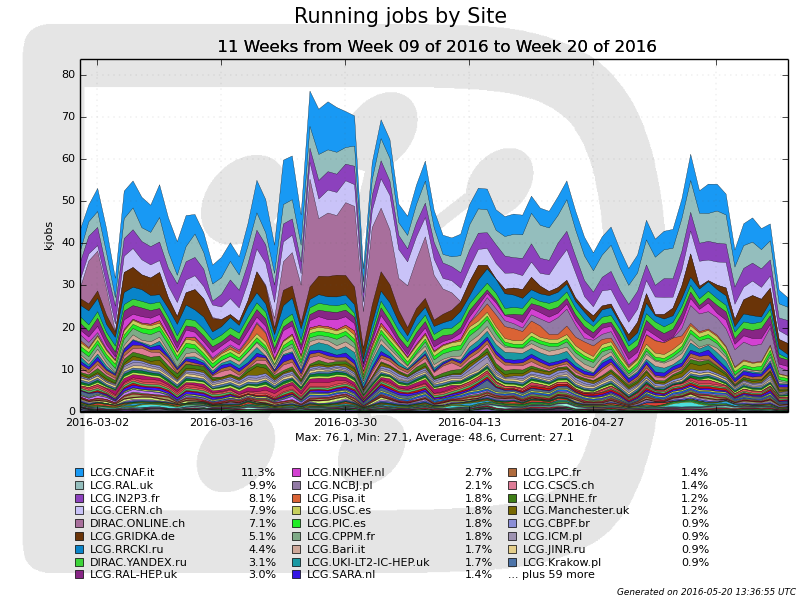 Running jobs by Site
11 Weeks from Week 09 of 2016 to Week 20 of 2016
80
70
60
50
40
30
20
10
0
kjobs
2016-03-02 2016-03-16 2016-03-30 2016-04-13 2016-04-27 2016-05-11
Max: 76.1, Min: 27.1, Average: 48.6, Current: 27.1
LCG.CNAF.it 11.3% LCG.NIKHEF.nl 2.7% LCG.LPC.fr 1.4%
LCG.RAL.uk 9.9% LCG.NCBJ.pl 2.1% LCG.CSCS.ch 1.4%
LCG.IN2P3.fr 8.1% LCG.Pisa.it 1.8% LCG.LPNHE.fr 1.2%
LCG.CERN.ch 7.9% LCG.USC.es 1.8% LCG.Manchester.uk 1.2%
DIRAC.ONLINE.ch 7.1% LCG.PIC.es 1.8% LCG.CBPF.br 0.9%
LCG.GRIDKA.de 5.1% LCG.CPPM.fr 1.8% LCG.ICM.pl 0.9%
LCG.RRCKI.ru 4.4% LCG.Bari.it 1.7% LCG.JINR.ru 0.9%
DIRAC.YANDEX.ru 3.1% LCG.UKI-LT2-IC-HEP.uk 1.7% LCG.Krakow.pl 0.9%
LCG.RAL-HEP.uk 3.0% LCG.SARA.nl 1.4% ... plus 59 more
Generated on 2016-05-20 13:36:55 UTC